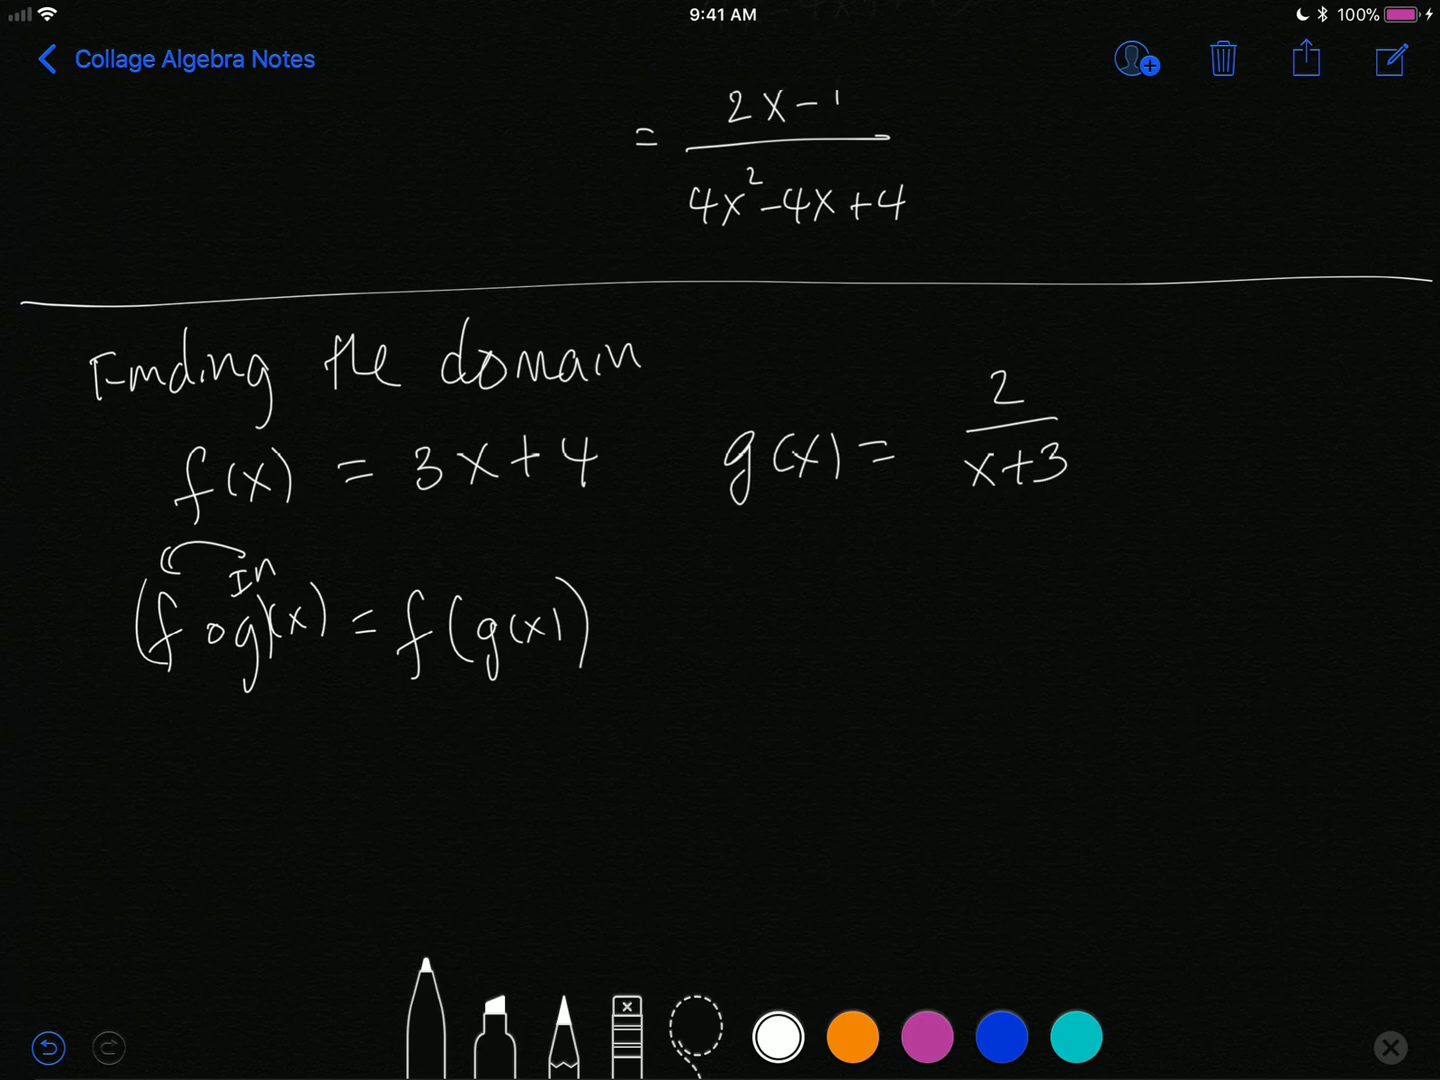 9:41 AM 100%
Collage Algebra Notes
= 2x-1 / 4x²-4x+4
Finding the domain
f(x) = 3x+4 g(x) = 2 / x+3
In
(f o g)(x) = f(g(x))